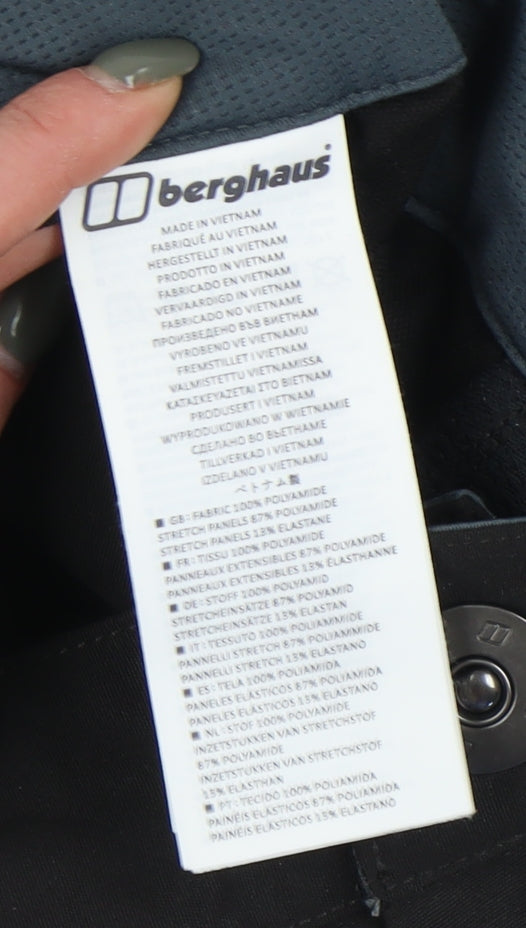 berghaus
MADE IN VIETNAM
FABRIQUÉ AU VIETNAM
HERGESTELLT IN VIETNAM
PRODOTTO IN VIETNAM
FABRICADO EN VIETNAM
VERVAARDIGD IN VIETNAM
FABRICADO NO VIETNAME
ПРОИЗВЕДЕНО ВЪВ ВИЕТНАМ
VYROBENO VE VIETNAMU
FREMSTILLET I VIETNAM
VALMISTETTU VIETNAMISSA
ΚΑΤΑΣΚΕΥΑΖΕΤΑΙ ΣΤΟ ΒΙΕΤΝΑΜ
PRODUSERT I VIETNAM
WYPRODUKOWANO W WIETNAMIE
СДЕЛАНО ВО ВЬЕТНАМЕ
TILLVERKAD I VIETNAM
IZDELANO V VIETNAMU
ベトナム製
■ GB: FABRIC 100% POLYAMIDE
STRETCH PANELS 87% POLYAMIDE
STRETCH PANELS 13% ELASTANE
■ FR: TISSU 100% POLYAMIDE
PANNEAUX EXTENSIBLES 87% POLYAMIDE
PANNEAUX EXTENSIBLES 13% ÉLASTHANNE
■ DE: STOFF 100% POLYAMID
STRETCHEINSÄTZE 87% POLYAMID
STRETCHEINSÄTZE 13% ELASTAN
■ IT: TESSUTO 100% POLIAMMIDE
PANNELLI STRETCH 87% POLIAMMIDE
PANNELLI STRETCH 13% ELASTANO
■ ES: TELA 100% POLIAMIDA
PANELES ELÁSTICOS 87% POLIAMIDA
PANELES ELÁSTICOS 13% ELASTANO
■ NL: STOF 100% POLYAMIDE
INZETSTUKKEN VAN STRETCHSTOF
87% POLYAMIDE
INZETSTUKKEN VAN STRETCHSTOF
13% ELASTHAN
■ PT: TECIDO 100% POLIAMIDA
PAINÉIS ELÁSTICOS 87% POLIAMIDA
PAINÉIS ELÁSTICOS 13% ELASTANO